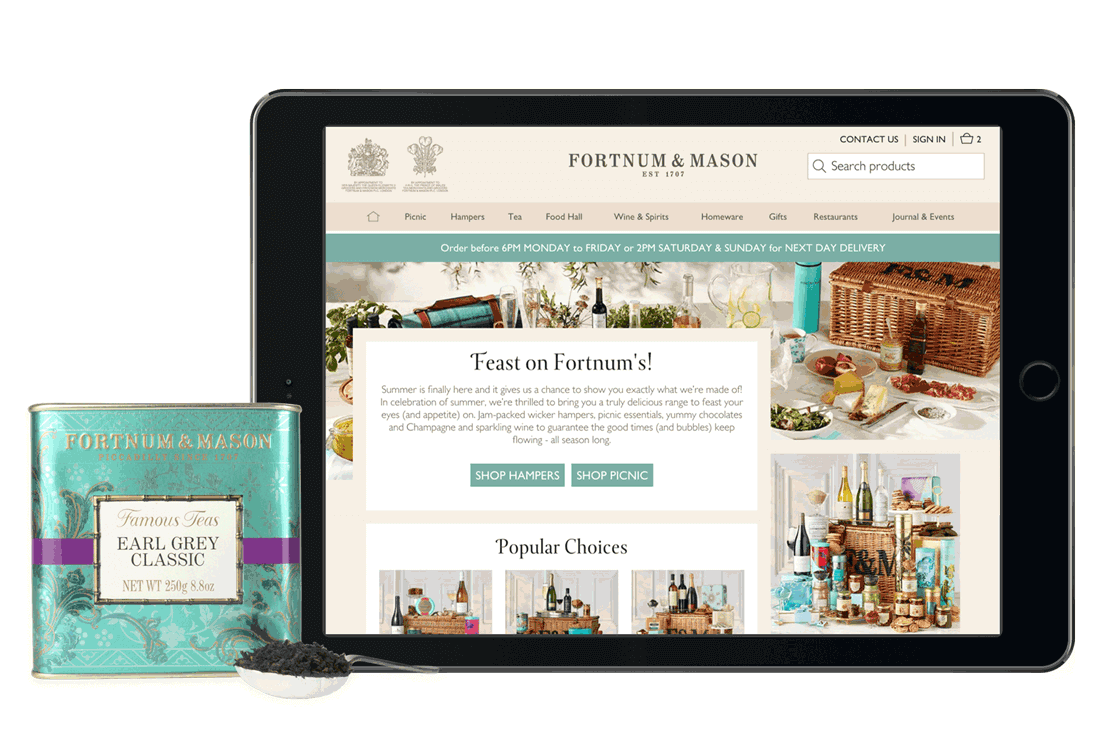 CONTACT US
SIGN IN
2
FORTNUM & MASON
EST 1707
Search products
Picnic
Hampers
Tea
Food Hall
Wine & Spirits
Homeware
Gifts
Restaurants
Journal & Events
Order before 6PM MONDAY to FRIDAY or 2PM SATURDAY & SUNDAY for NEXT DAY DELIVERY
F&M
Feast on Fortnum's!
Summer is finally here and it gives us a chance to show you exactly what we're made of!
In celebration of summer, we're thrilled to bring you a truly delicious range to feast your
eyes (and appetite) on. Jam-packed wicker hampers, picnic essentials, yummy chocolates
and Champagne and sparkling wine to guarantee the good times (and bubbles) keep
flowing - all season long.
SHOP HAMPERS
SHOP PICNIC
Popular Choices
F&M
FORTNUM & MASON
PICCADILLY SINCE 1707
Famous Teas
EARL GREY
CLASSIC
NET WT 250g 8.8oz